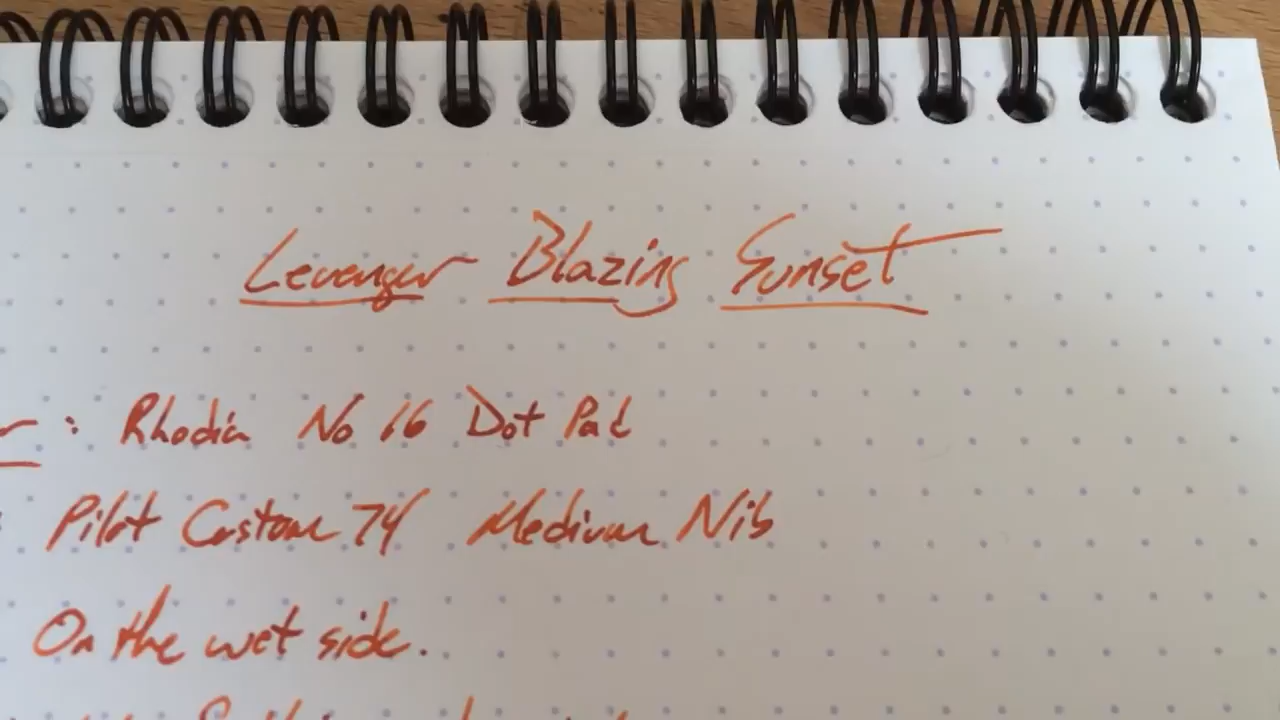 Levenger Blazing Sunset
: Rhodia No 16 Dot Pad
Pilot Custom 74 Medium Nib
On the wet side.